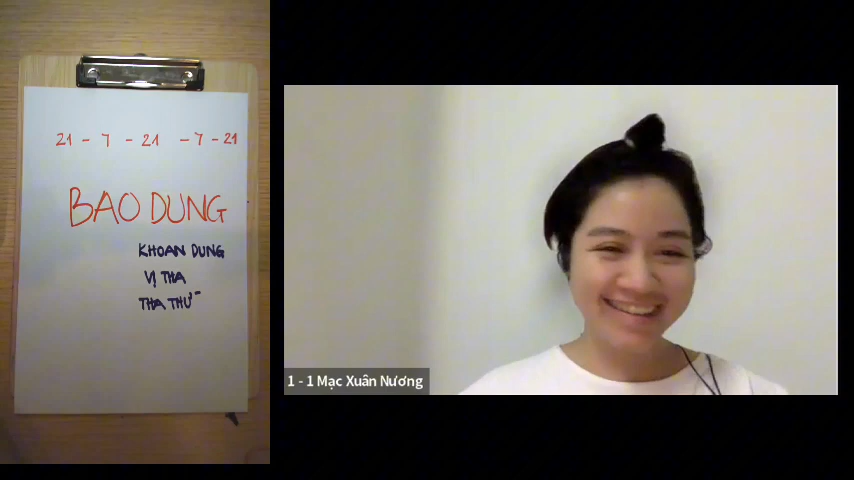 21 - 7 - 21 - 7 - 21
BAO DUNG
KHOAN DUNG
VỊ THA
THA THỨ
1 - 1 Mạc Xuân Nương